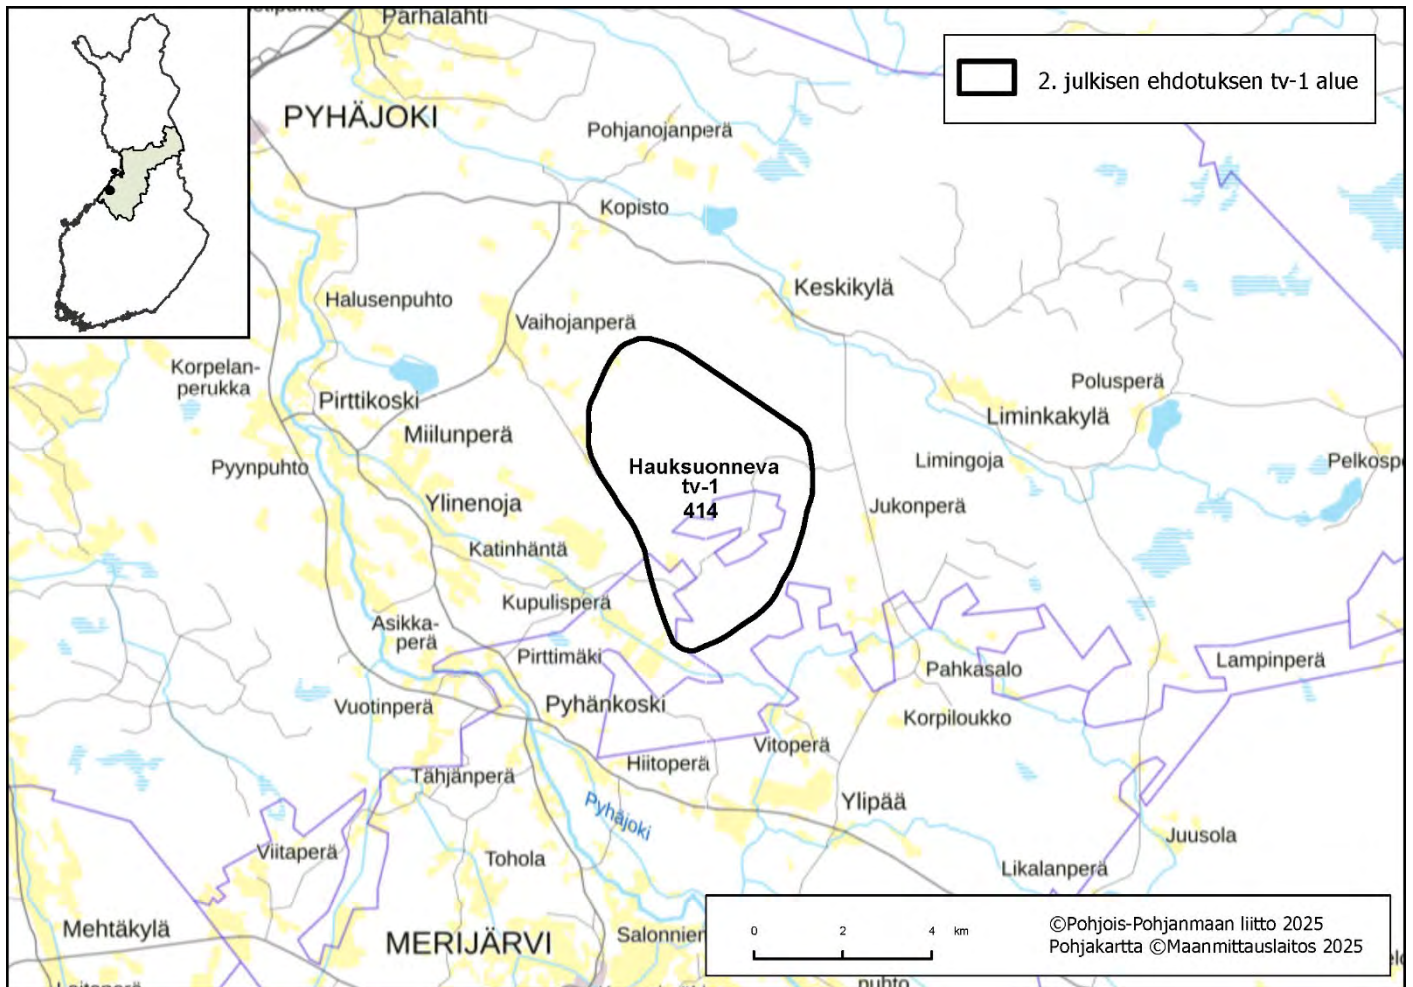 Parhalahti
2. julkisen ehdotuksen tv-1 alue
PYHÄJOKI
Pohjanojanperä
Kopisto
Keskikylä
Halusenpuhto
Vaihojanperä
Korpelan-
perukka
Pirttikoski
Polusperä
Liminkakylä
Miilunperä
Pyynpuhto
Hauksuonneva
tv-1
414
Limingoja
Ylinenoja
Jukonperä
Katinhäntä
Kupulisperä
Asikka-
perä
Pirttimäki
Pahkasalo
Lampinperä
Vuotinperä
Pyhänkoski
Korpiloukko
Vitoperä
Hiitoperä
Tähjänperä
Ylipää
Pyhäjoki
Juusola
Viitaperä
Tohola
Likalanperä
Mehtäkylä
MERIJÄRVI
Salonnien
0 2 4 km
©Pohjois-Pohjanmaan liitto 2025
Pohjakartta ©Maanmittauslaitos 2025
puhto